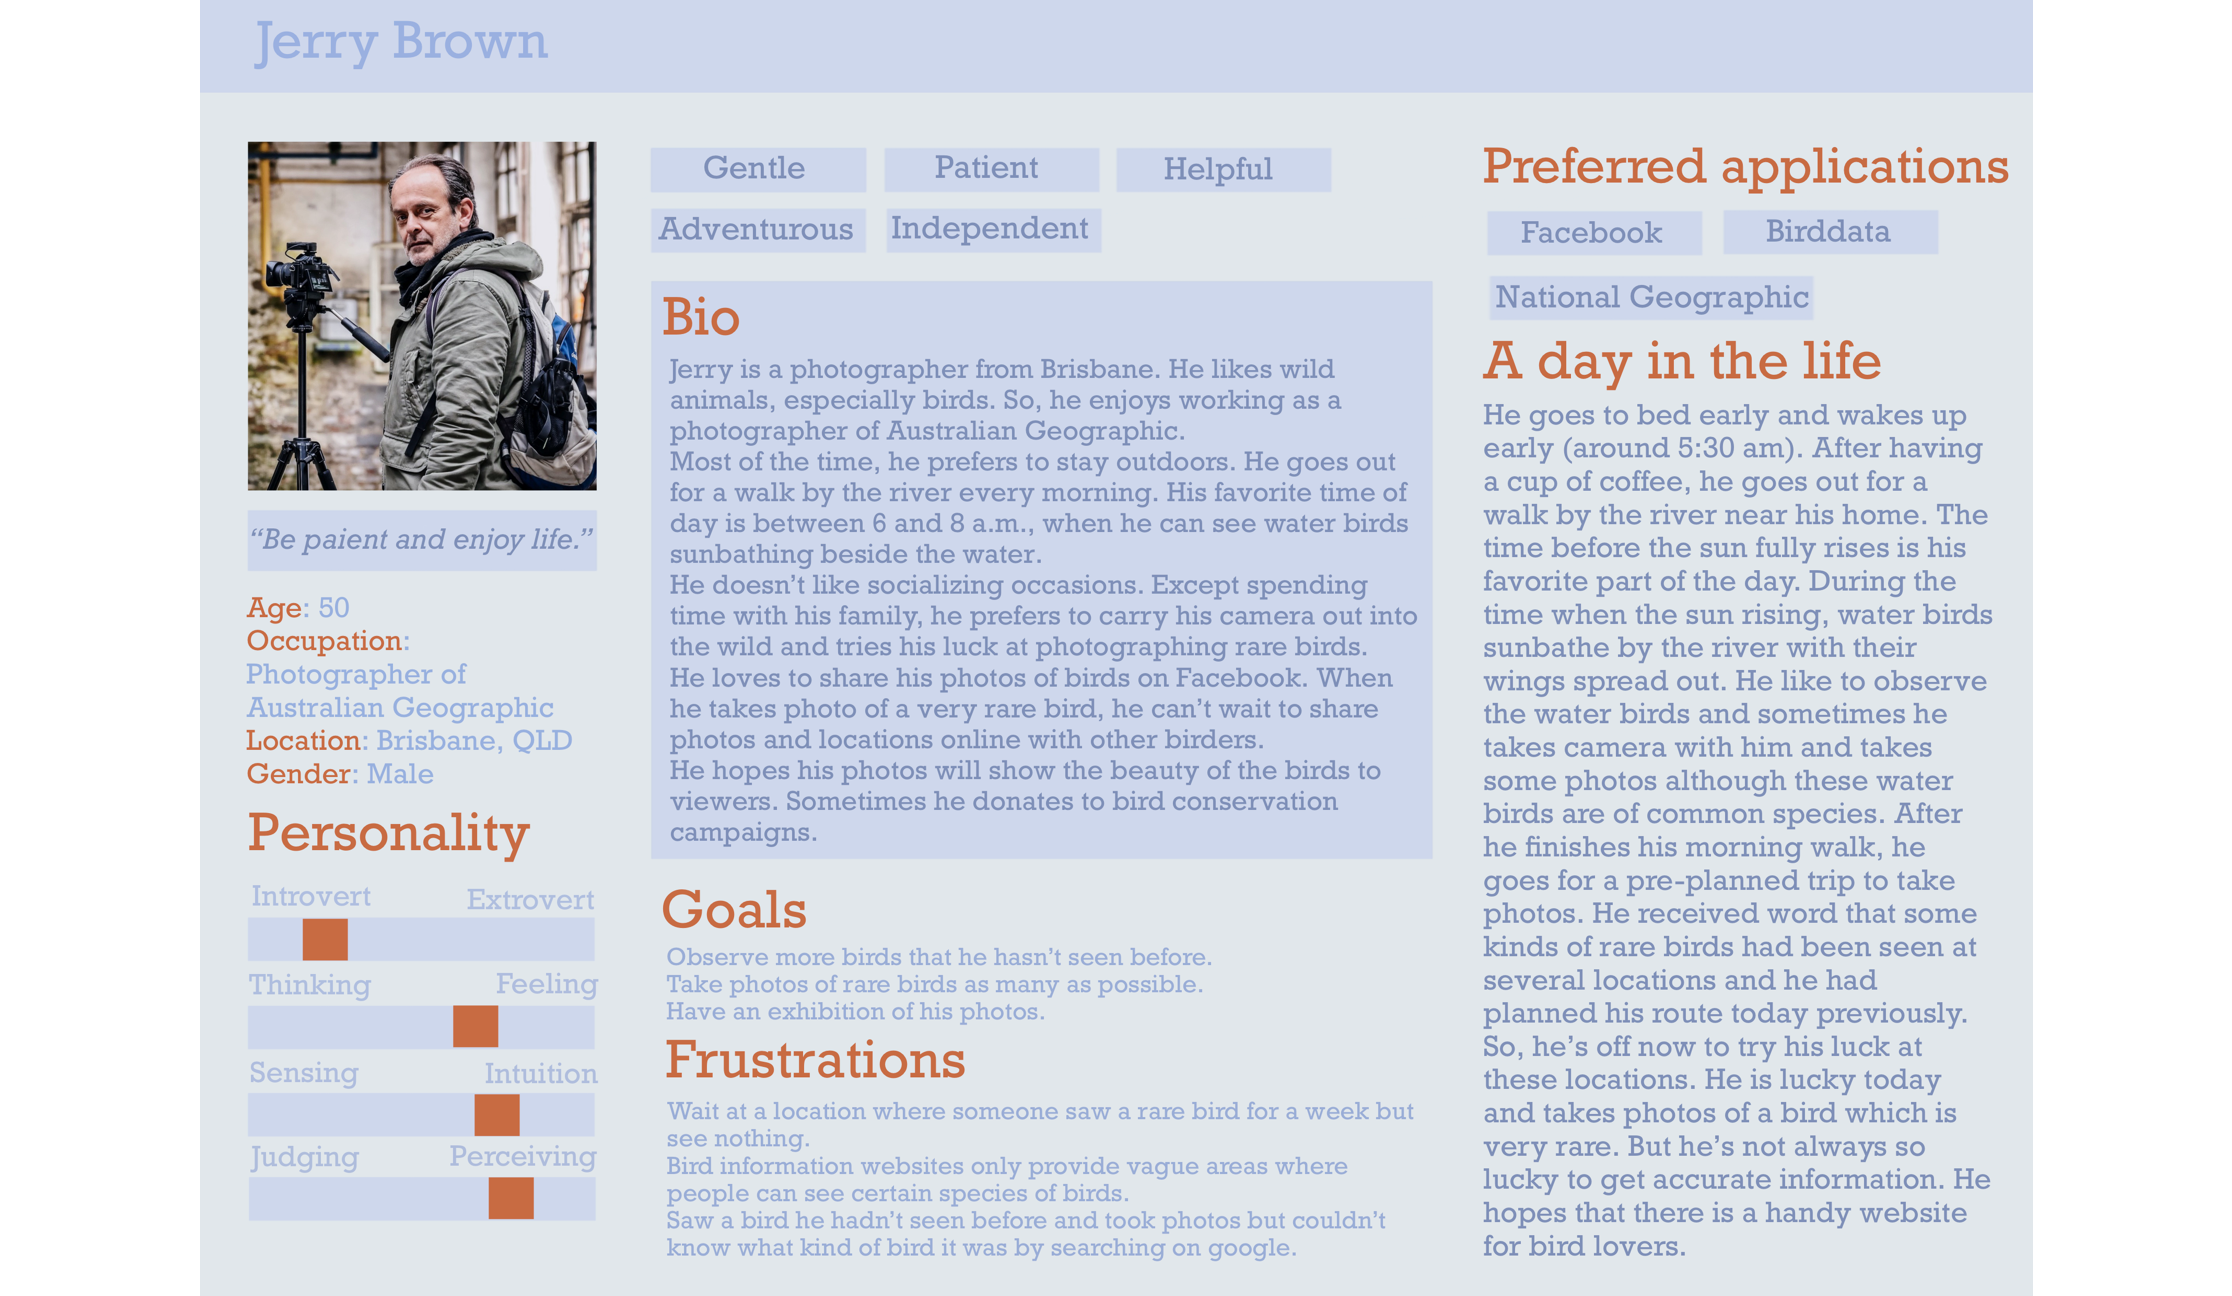 Jerry Brown
“Be paient and enjoy life.”
Age: 50
Occupation:
Photographer of
Australian Geographic
Location: Brisbane, QLD
Gender: Male
Personality
Introvert Extrovert
Thinking Feeling
Sensing Intuition
Judging Perceiving
Gentle Patient Helpful
Adventurous Independent
Bio
Jerry is a photographer from Brisbane. He likes wild
animals, especially birds. So, he enjoys working as a
photographer of Australian Geographic.
Most of the time, he prefers to stay outdoors. He goes out
for a walk by the river every morning. His favorite time of
day is between 6 and 8 a.m., when he can see water birds
sunbathing beside the water.
He doesn’t like socializing occasions. Except spending
time with his family, he prefers to carry his camera out into
the wild and tries his luck at photographing rare birds.
He loves to share his photos of birds on Facebook. When
he takes photo of a very rare bird, he can’t wait to share
photos and locations online with other birders.
He hopes his photos will show the beauty of the birds to
viewers. Sometimes he donates to bird conservation
campaigns.
Goals
Observe more birds that he hasn’t seen before.
Take photos of rare birds as many as possible.
Have an exhibition of his photos.
Frustrations
Wait at a location where someone saw a rare bird for a week but
see nothing.
Bird information websites only provide vague areas where
people can see certain species of birds.
Saw a bird he hadn’t seen before and took photos but couldn’t
know what kind of bird it was by searching on google.
Preferred applications
Facebook Birddata
National Geographic
A day in the life
He goes to bed early and wakes up
early (around 5:30 am). After having
a cup of coffee, he goes out for a
walk by the river near his home. The
time before the sun fully rises is his
favorite part of the day. During the
time when the sun rising, water birds
sunbathe by the river with their
wings spread out. He like to observe
the water birds and sometimes he
takes camera with him and takes
some photos although these water
birds are of common species. After
he finishes his morning walk, he
goes for a pre-planned trip to take
photos. He received word that some
kinds of rare birds had been seen at
several locations and he had
planned his route today previously.
So, he’s off now to try his luck at
these locations. He is lucky today
and takes photos of a bird which is
very rare. But he’s not always so
lucky to get accurate information. He
hopes that there is a handy website
for bird lovers.